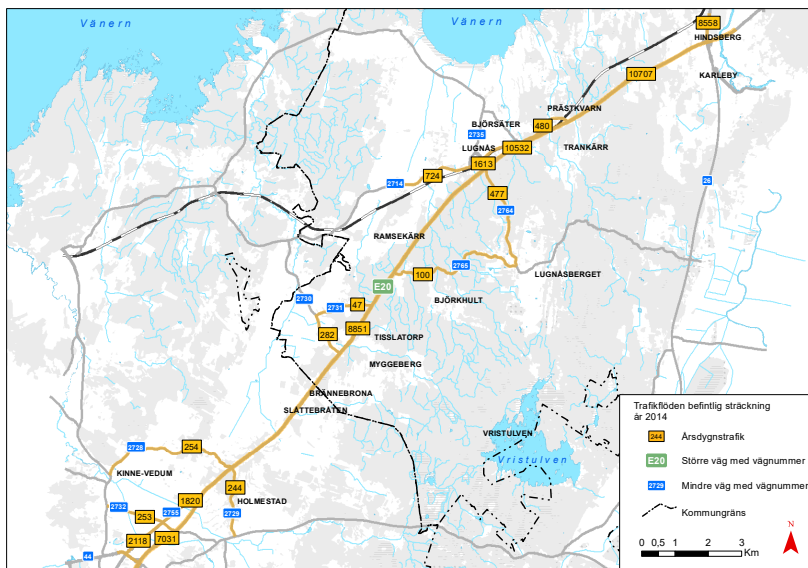 Vänern
Vänern
8558
HINDSBERG
10707
KARLEBY
PRÄSTKVARN
BJÖRSÄTER
480
2735
LUGNÅS
10532
TRANKÄRR
1613
724
2714
26
477
2764
RAMSEKÄRR
2765
100
LUGNÅSBERGET
E20
2730
2731
47
BJÖRKHULT
8851
282
TISSLATORP
MYGGEBERG
BRÄNNEBRONA
SLÄTTEBRÅTEN
VRISTULVEN
Vristulven
2728
254
KINNE-VEDUM
244
1820
HOLMESTAD
2732
2755
2729
253
2118
7031
44
Trafikflöden befintlig sträckning
år 2014
244 Årsdygnstrafik
E20 Större väg med vägnummer
2729 Mindre väg med vägnummer
Kommungräns
N
0 0,5 1 2 3
Km